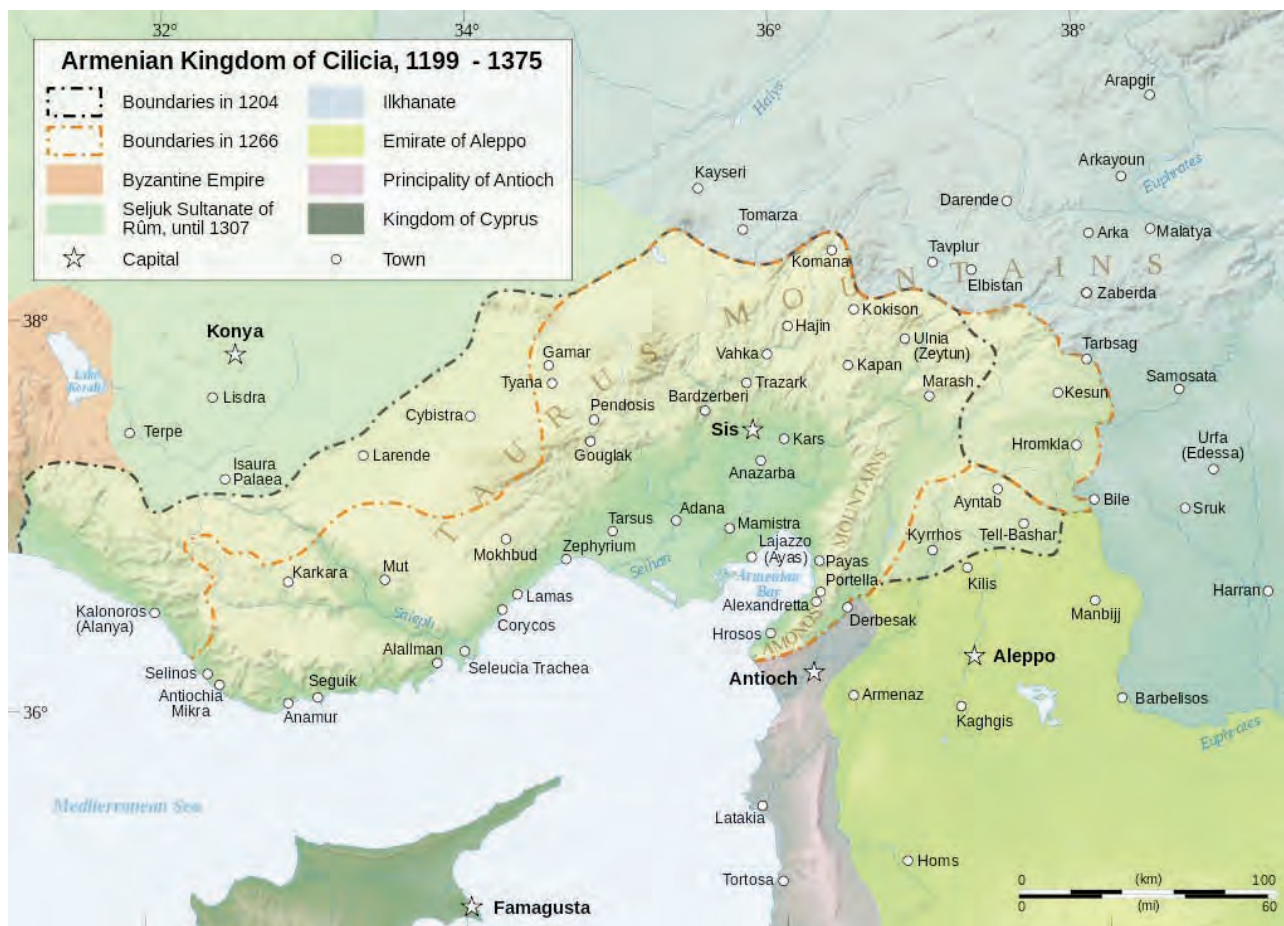 32°
34°
36°
38°
Armenian Kingdom of Cilicia, 1199 - 1375
Boundaries in 1204
Boundaries in 1266
Byzantine Empire
Seljuk Sultanate of
Rûm, until 1307
Capital
Ilkhanate
Emirate of Aleppo
Principality of Antioch
Kingdom of Cyprus
Town
Halys
Arapgir
Arkayoun
Euphrates
Kayseri
Darende
Tomarza
Arka
Malatya
Komana
Tavplur
Elbistan
Zaberda
TAURUS MOUNTAINS
38°
Konya
Lisdra
Terpe
Isaura
Palaea
Cybistra
Larende
Gamar
Tyana
Pendosis
Gouglak
Hajin
Vahka
Trazark
Bardzerberi
Sis
Kars
Anazarba
Kokison
Ulnia
(Zeytun)
Kapan
Marash
Tarbsag
Samosata
Kesun
Hromkla
Urfa
(Edessa)
Ayntab
Bile
Sruk
Tell-Bashar
Kyrrhos
Kilis
Harran
Manbijj
Adana
Tarsus
Mamistra
Zephyrium
Mokhbud
Lajazzo
(Ayas)
Seihon
Armenian
Bay
Payas
Portella
Alexandretta
Hrosos
AMONOS MOUNTAINS
Derbesak
Karkara
Mut
Lamas
Corycos
Saleph
Kalonoros
(Alanya)
Alallman
Seleucia Trachea
Selinos
Antiochia
Mikra
Seguik
Anamur
36°
Antioch
Aleppo
Armenaz
Kaghgis
Barbelisos
Euphrates
Mediterranean Sea
Latakia
Tortosa
Homs
Famagusta
0 (km) 100
0 (mi) 60